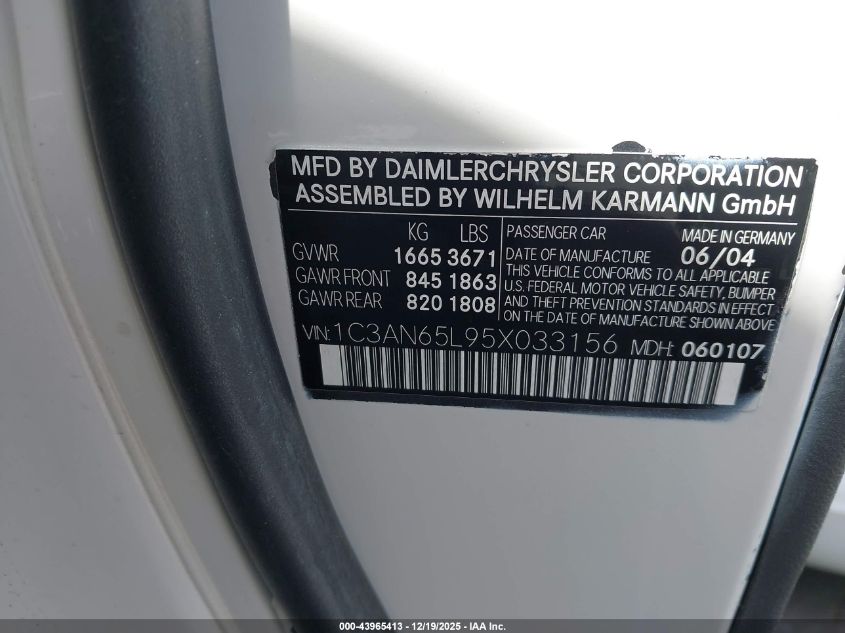 MFD BY DAIMLERCHRYSLER CORPORATION
ASSEMBLED BY WILHELM KARMANN GmbH
KG LBS
GVWR 1665 3671
GAWR FRONT 845 1863
GAWR REAR 820 1808
PASSENGER CAR MADE IN GERMANY
DATE OF MANUFACTURE 06/04
THIS VEHICLE CONFORMS TO ALL APPLICABLE
U.S. FEDERAL MOTOR VEHICLE SAFETY, BUMPER
AND THEFT PREVENTION STANDARDS IN EFFECT
ON THE DATE OF MANUFACTURE SHOWN ABOVE
VIN: 1C3AN65L95X033156 MDH: 060107
000-43965413 - 12/19/2025 - IAA Inc.